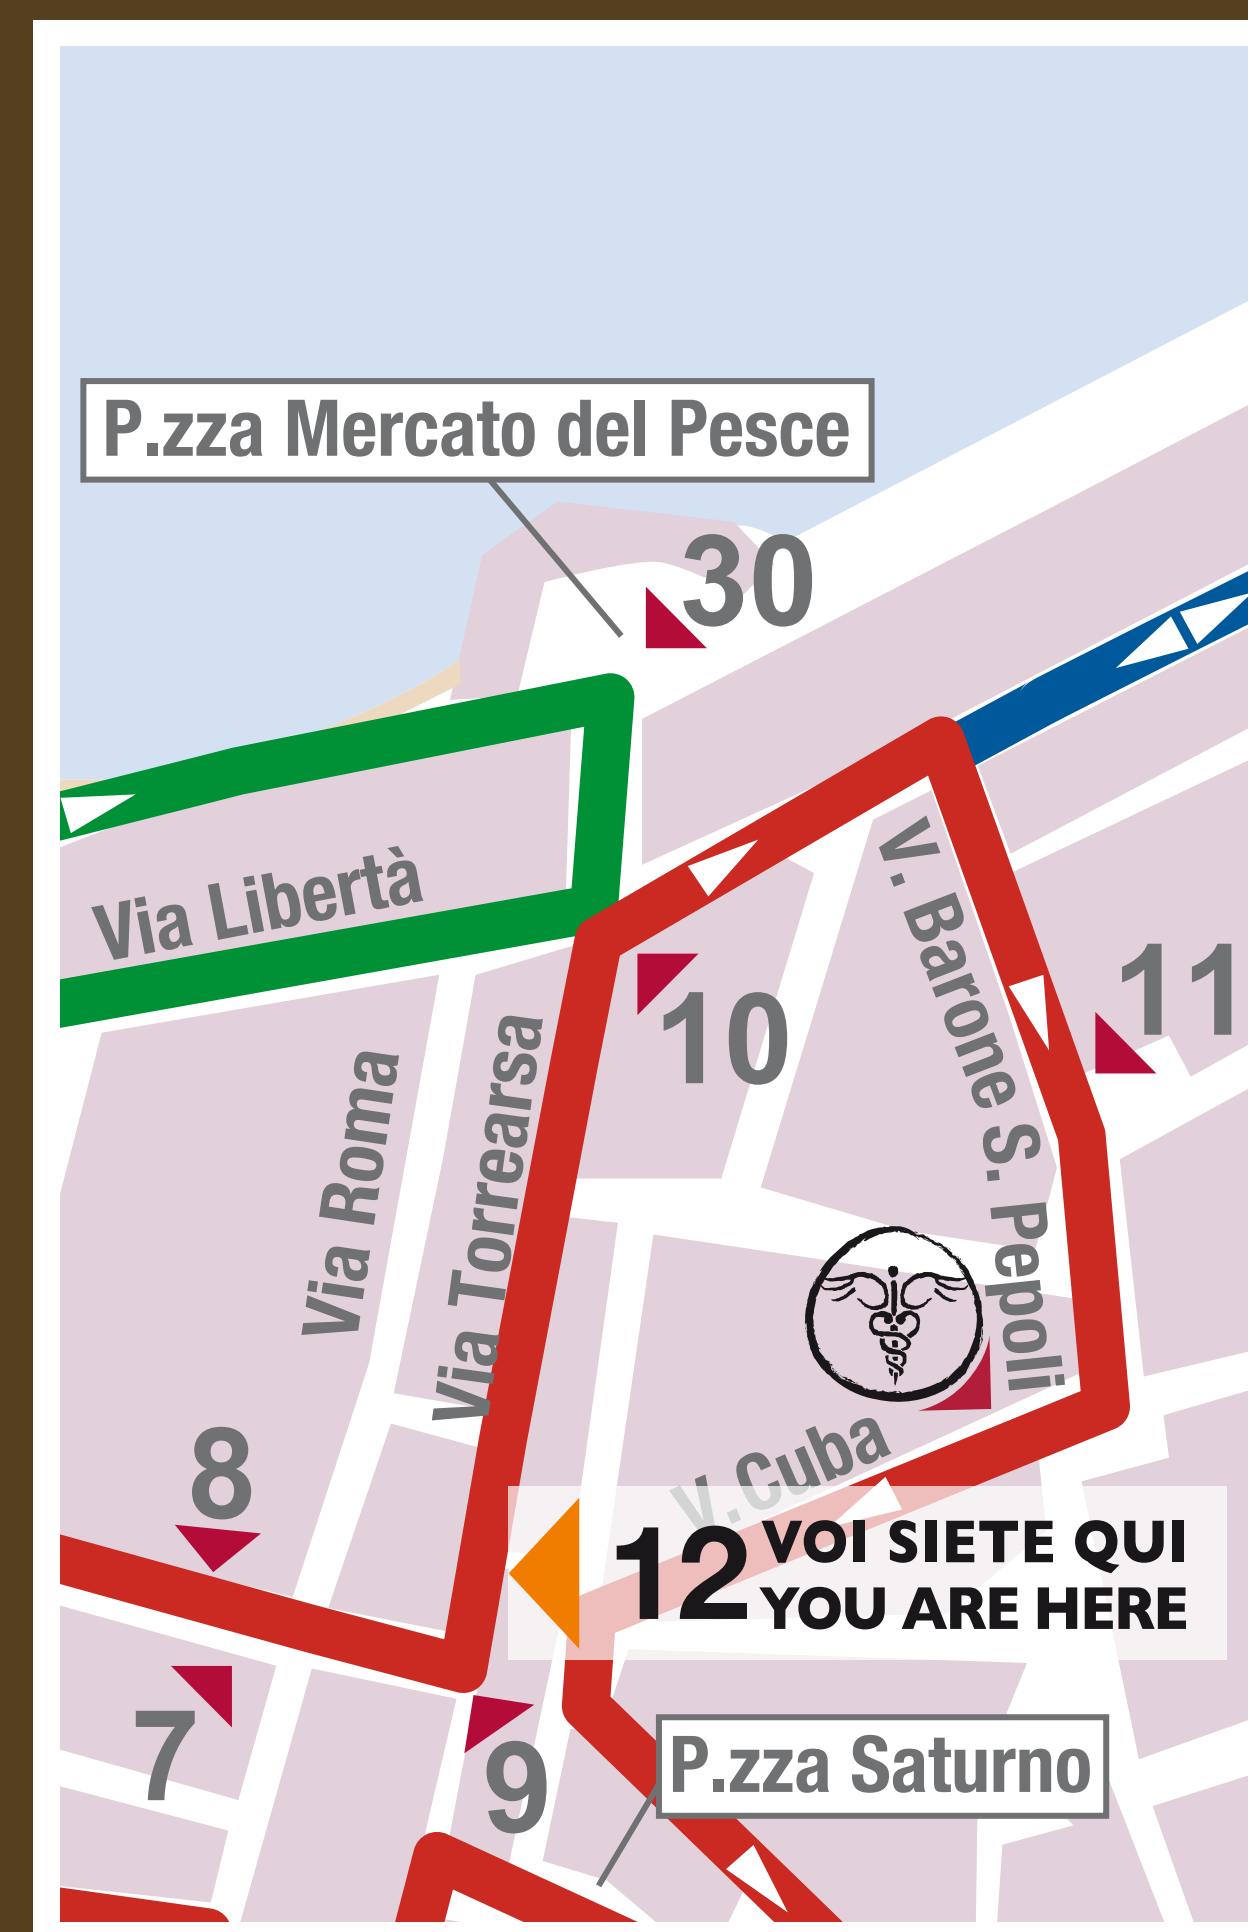 P.zza Mercato del Pesce
30
Via Libertà
V. Barone S. Pepoli
11
10
Via Roma
Via Torrearsa
8
V. Cuba
12 VOI SIETE QUI
YOU ARE HERE
7
9
P.zza Saturno